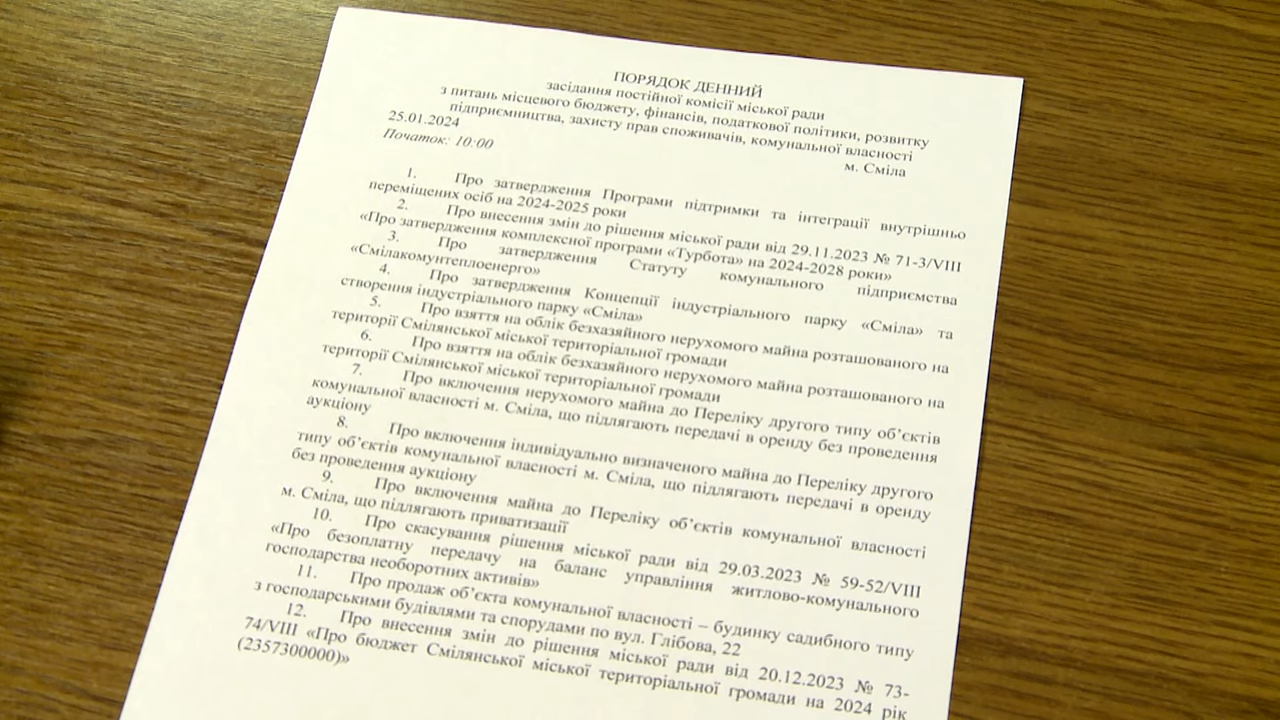 ПОРЯДОК ДЕННИЙ
засідання постійної комісії міської ради
з питань місцевого бюджету, фінансів, податкової політики, розвитку
підприємництва, захисту прав споживачів, комунальної власності
25.01.2024
м. Сміла
Початок: 10:00
1. Про затвердження Програми підтримки та інтеграції внутрішньо
переміщених осіб на 2024-2025 роки
2. Про внесення змін до рішення міської ради від 29.11.2023 № 71-3/VIII
«Про затвердження комплексної програми «Турбота» на 2024-2028 роки»
3. Про затвердження Статуту комунального підприємства
«Смілакомунтеплоенерго»
4. Про затвердження Концепції індустріального парку «Сміла» та
створення індустріального парку «Сміла»
5. Про взяття на облік безхазяйного нерухомого майна розташованого на
території Смілянської міської територіальної громади
6. Про взяття на облік безхазяйного нерухомого майна розташованого на
території Смілянської міської територіальної громади
7. Про включення нерухомого майна до Переліку другого типу об’єктів
комунальної власності м. Сміла, що підлягають передачі в оренду без проведення
аукціону
8. Про включення індивідуально визначеного майна до Переліку другого
типу об’єктів комунальної власності м. Сміла, що підлягають передачі в оренду
без проведення аукціону
9. Про включення майна до Переліку об’єктів комунальної власності
м. Сміла, що підлягають приватизації
10. Про скасування рішення міської ради від 29.03.2023 № 59-52/VIII
«Про безоплатну передачу на баланс управління житлово-комунального
господарства необоротних активів»
11. Про продаж об’єкта комунальної власності – будинку садибного типу
з господарськими будівлями та спорудами по вул. Глібова, 22
12. Про внесення змін до рішення міської ради від 20.12.2023 № 73-
74/VIII «Про бюджет Смілянської міської територіальної громади на 2024 рік
(2357300000)»